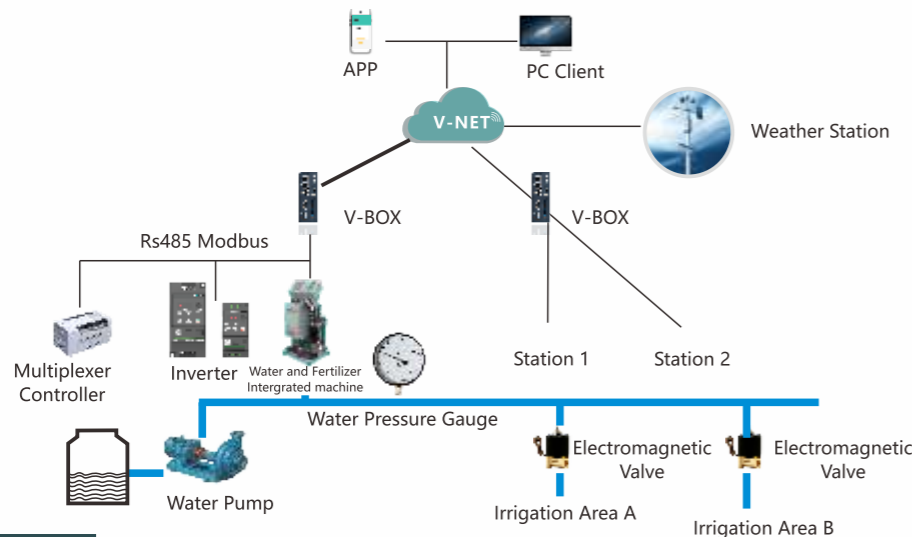 APP
PC Client
V-NET
Weather Station
V-BOX
V-BOX
Rs485 Modbus
Station 1
Station 2
Multiplexer
Controller
Inverter
Water and Fertilizer
Intergrated machine
Water Pressure Gauge
Electromagnetic
Valve
Electromagnetic
Valve
Water Pump
Irrigation Area A
Irrigation Area B